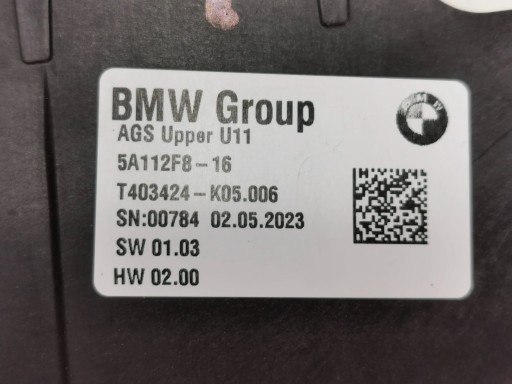 BMW Group
AGS Upper U11
5A112F8-16
T403424-K05.006
SN:00784 02.05.2023
SW 01.03
HW 02.00